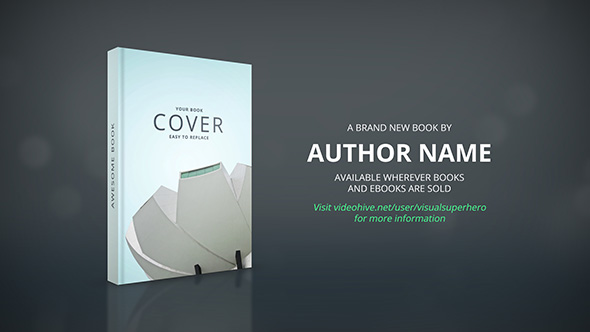 AWESOME BOOK
YOUR BOOK
COVER
EASY TO REPLACE
A BRAND NEW BOOK BY
AUTHOR NAME
AVAILABLE WHEREVER BOOKS
AND EBOOKS ARE SOLD
Visit videohive.net/user/visualsuperhero
for more information